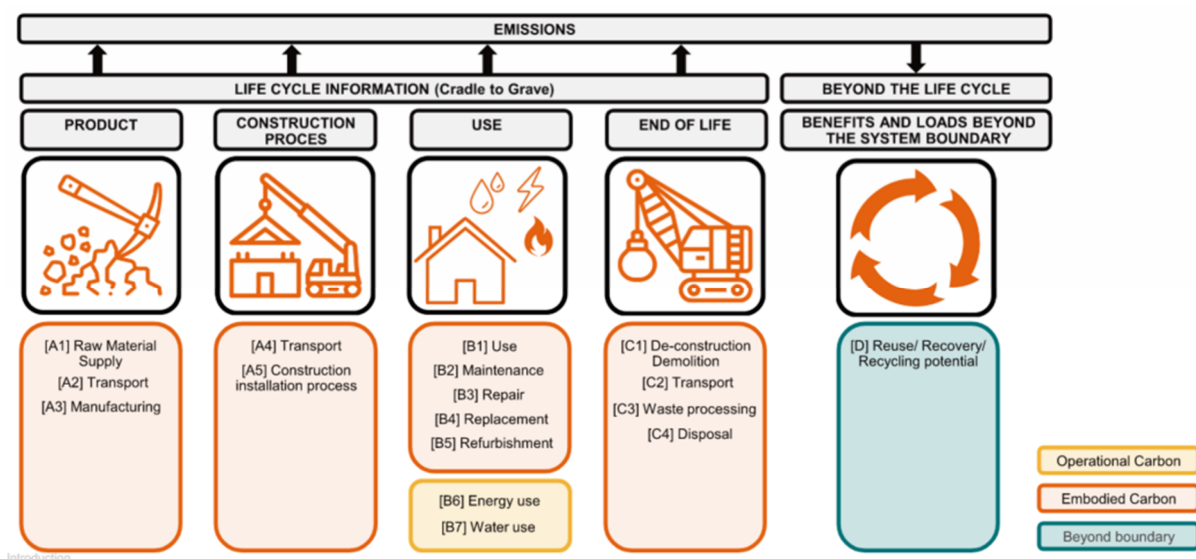 EMISSIONS
LIFE CYCLE INFORMATION (Cradle to Grave)
BEYOND THE LIFE CYCLE
PRODUCT
CONSTRUCTION
PROCES
USE
END OF LIFE
BENEFITS AND LOADS BEYOND
THE SYSTEM BOUNDARY
[A1] Raw Material
Supply
[A2] Transport
[A3] Manufacturing
[A4] Transport
[A5] Construction
installation process
[B1] Use
[B2] Maintenance
[B3] Repair
[B4] Replacement
[B5] Refurbishment
[B6] Energy use
[B7] Water use
[C1] De-construction
Demolition
[C2] Transport
[C3] Waste processing
[C4] Disposal
[D] Reuse/ Recovery/
Recycling potential
Operational Carbon
Embodied Carbon
Beyond boundary
Introduction